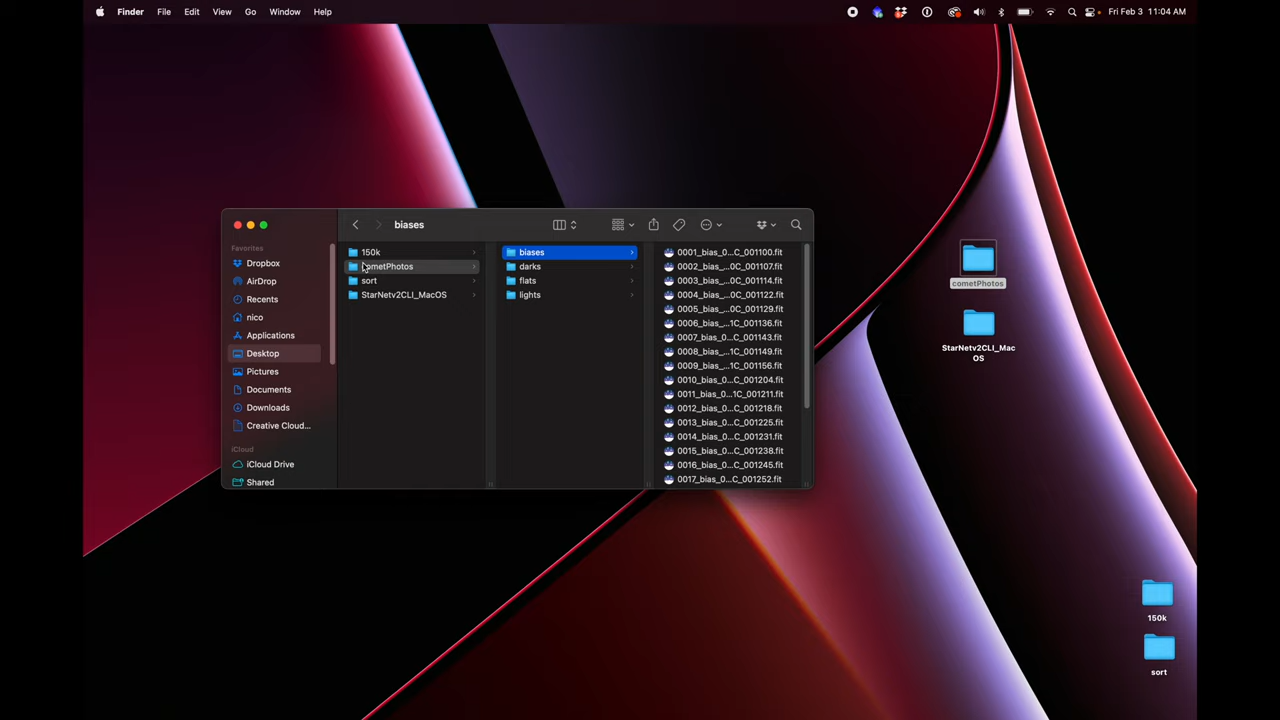 Finder File Edit View Go Window Help
Fri Feb 3 11:04 AM
biases
Favorites
Dropbox
AirDrop
Recents
nico
Applications
Desktop
Pictures
Documents
Downloads
Creative Cloud...
iCloud
iCloud Drive
Shared
150k
cometPhotos
sort
StarNetv2CLI_MacOS
biases
darks
flats
lights
0001_bias_0...C_001100.fit
0002_bias_...0C_001107.fit
0003_bias_...0C_001114.fit
0004_bias_...0C_001122.fit
0005_bias_...0C_001129.fit
0006_bias_...1C_001136.fit
0007_bias_...0C_001143.fit
0008_bias_...1C_001149.fit
0009_bias_...1C_001156.fit
0010_bias_0...C_001204.fit
0011_bias_0...1C_001211.fit
0012_bias_0...C_001218.fit
0013_bias_0...C_001225.fit
0014_bias_0...C_001231.fit
0015_bias_0...C_001238.fit
0016_bias_0...C_001245.fit
0017_bias_0...C_001252.fit
cometPhotos
StarNetv2CLI_Mac
OS
150k
sort